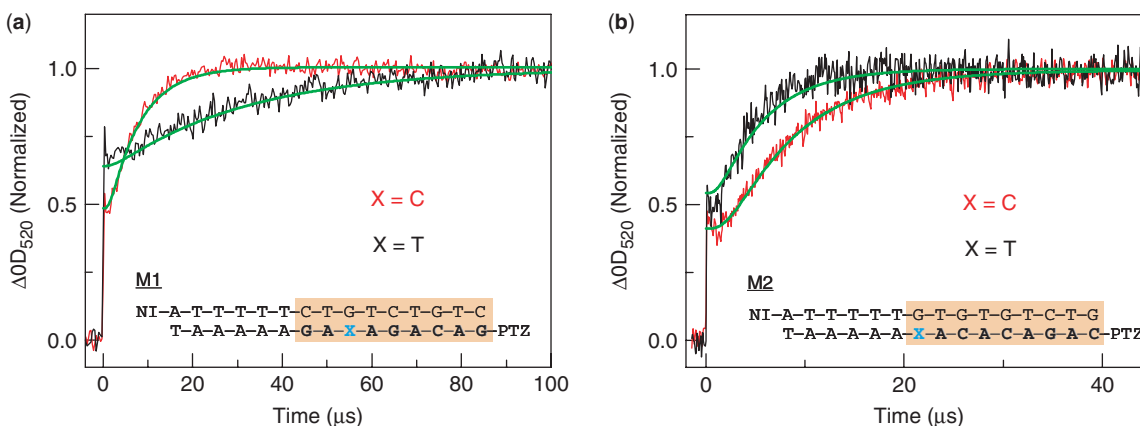 (a)
ΔOD520 (Normalized)
1.0
0.5
0.0
X = C
X = T
M1
NI–A–T–T–T–T–T–C–T–G–T–C–T–G–T–C
T–A–A–A–A–A–G–A–X–A–G–A–C–A–G–PTZ
0 20 40 60 80 100
Time (μs)
(b)
ΔOD520 (Normalized)
1.0
0.5
0.0
X = C
X = T
M2
NI–A–T–T–T–T–T–G–T–G–T–G–T–C–T–G
T–A–A–A–A–A–X–A–C–A–C–A–G–A–C–PTZ
0 20 40
Time (μs)